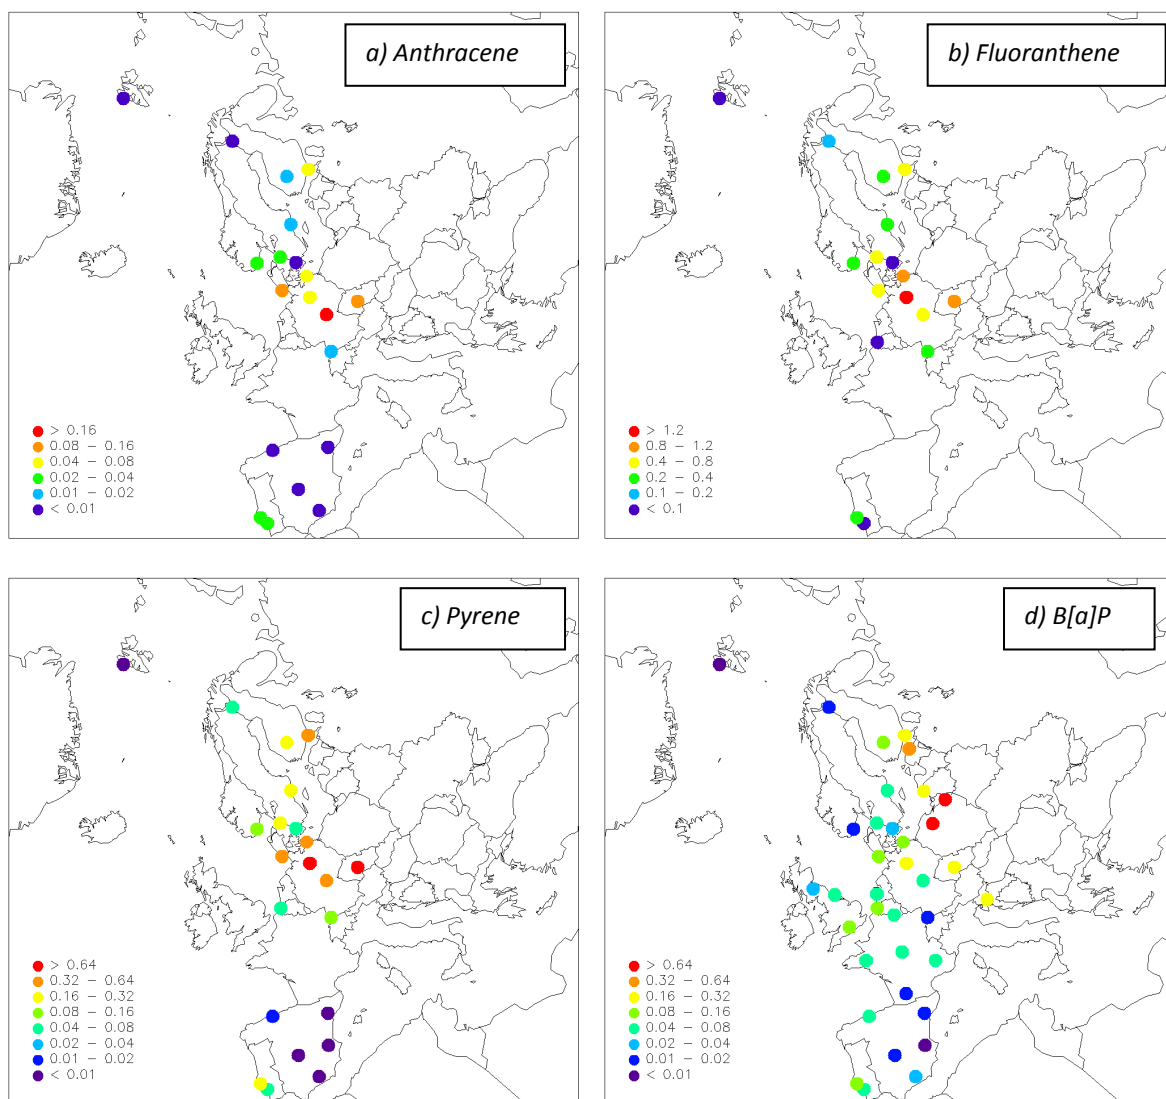 a) Anthracene
b) Fluoranthene
> 0.16
0.08 – 0.16
0.04 – 0.08
0.02 – 0.04
0.01 – 0.02
< 0.01
> 1.2
0.8 – 1.2
0.4 – 0.8
0.2 – 0.4
0.1 – 0.2
< 0.1
c) Pyrene
d) B[a]P
> 0.64
0.32 – 0.64
0.16 – 0.32
0.08 – 0.16
0.04 – 0.08
0.02 – 0.04
0.01 – 0.02
< 0.01
> 0.64
0.32 – 0.64
0.16 – 0.32
0.08 – 0.16
0.04 – 0.08
0.02 – 0.04
0.01 – 0.02
< 0.01